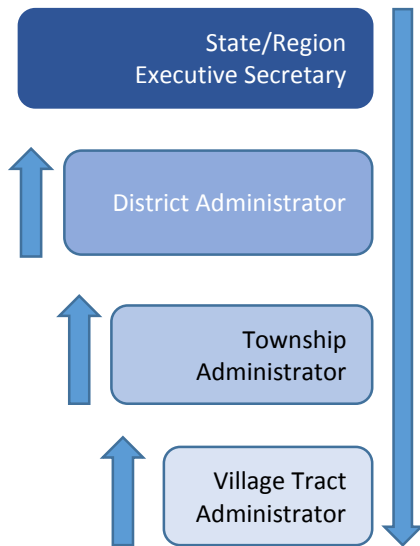 State/Region
Executive Secretary
District Administrator
Township
Administrator
Village Tract
Administrator